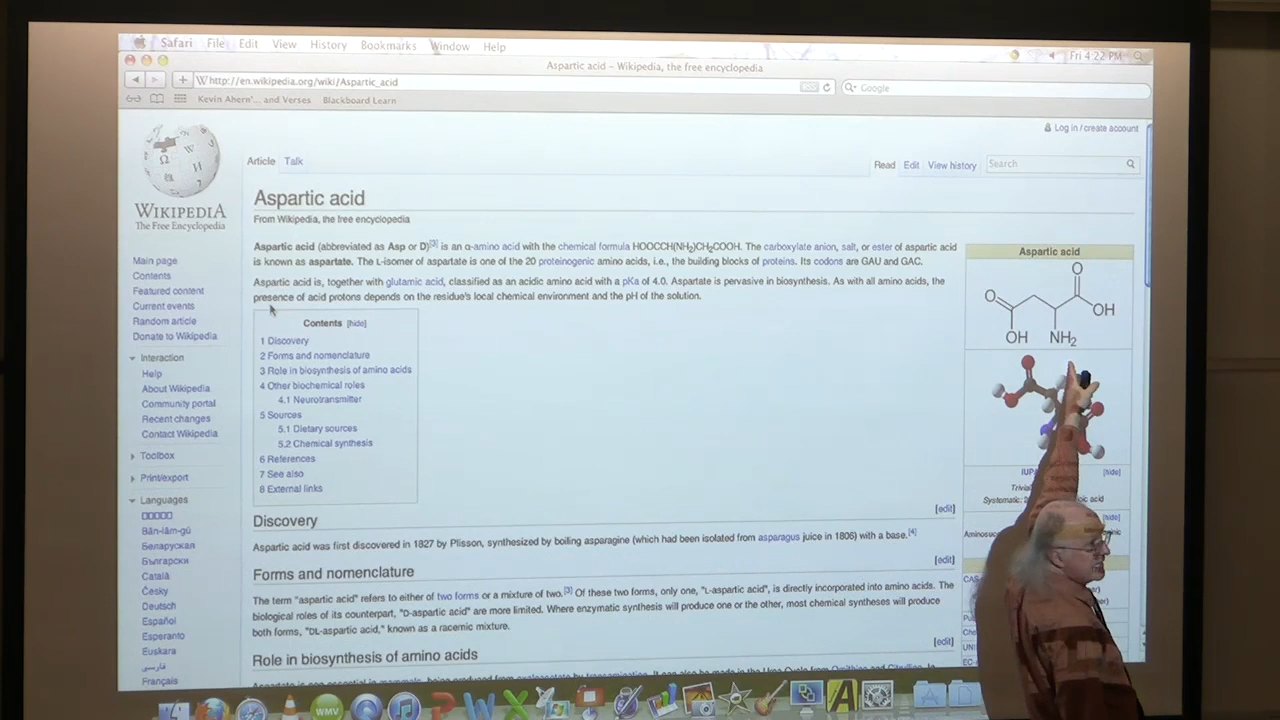 Safari File Edit View History Bookmarks Window Help Fri 4:22 PM
Aspartic acid – Wikipedia, the free encyclopedia
W http://en.wikipedia.org/wiki/Aspartic_acid
Google
Kevin Ahern'... and Verses Blackboard Learn
Log in / create account
Article Talk Read Edit View history Search
WIKIPEDIA
The Free Encyclopedia
Main page
Contents
Featured content
Current events
Random article
Donate to Wikipedia
Interaction
Help
About Wikipedia
Community portal
Recent changes
Contact Wikipedia
Toolbox
Print/export
Languages
Bân-lâm-gú
Беларуская
Български
Català
Česky
Deutsch
Español
Esperanto
Euskara
فارسی
Français
Aspartic acid
From Wikipedia, the free encyclopedia
Aspartic acid (abbreviated as Asp or D)[3] is an α-amino acid with the chemical formula HOOCCH(NH2)CH2COOH. The carboxylate anion, salt, or ester of aspartic acid
is known as aspartate. The L-isomer of aspartate is one of the 20 proteinogenic amino acids, i.e., the building blocks of proteins. Its codons are GAU and GAC.
Aspartic acid is, together with glutamic acid, classified as an acidic amino acid with a pKa of 4.0. Aspartate is pervasive in biosynthesis. As with all amino acids, the
presence of acid protons depends on the residue's local chemical environment and the pH of the solution.
Contents [hide]
1 Discovery
2 Forms and nomenclature
3 Role in biosynthesis of amino acids
4 Other biochemical roles
4.1 Neurotransmitter
5 Sources
5.1 Dietary sources
5.2 Chemical synthesis
6 References
7 See also
8 External links
[edit]
Discovery
Aspartic acid was first discovered in 1827 by Plisson, synthesized by boiling asparagine (which had been isolated from asparagus juice in 1806) with a base.[4]
[edit]
Forms and nomenclature
The term "aspartic acid" refers to either of two forms or a mixture of two.[3] Of these two forms, only one, "L-aspartic acid", is directly incorporated into amino acids. The
biological roles of its counterpart, "D-aspartic acid" are more limited. Where enzymatic synthesis will produce one or the other, most chemical syntheses will produce
both forms, "DL-aspartic acid," known as a racemic mixture.
[edit]
Role in biosynthesis of amino acids
Aspartic acid
O
O
OH
OH NH2
[hide]
Systematic:
acid
[hide]
CAS
UNI
WMV